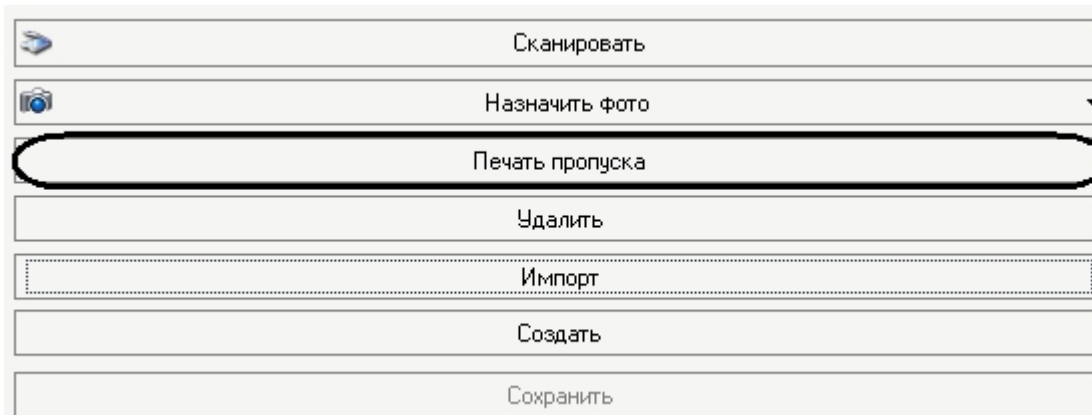 Сканировать
Назначить фото
Печать пропуска
Удалить
Импорт
Создать
Сохранить